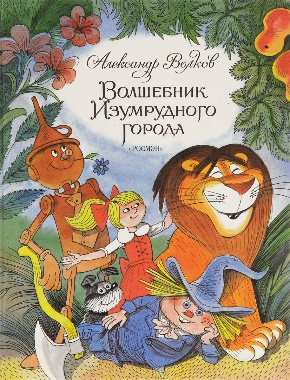 Александр Волков
Волшебник
Изумрудного
города
«РОСМЭН»